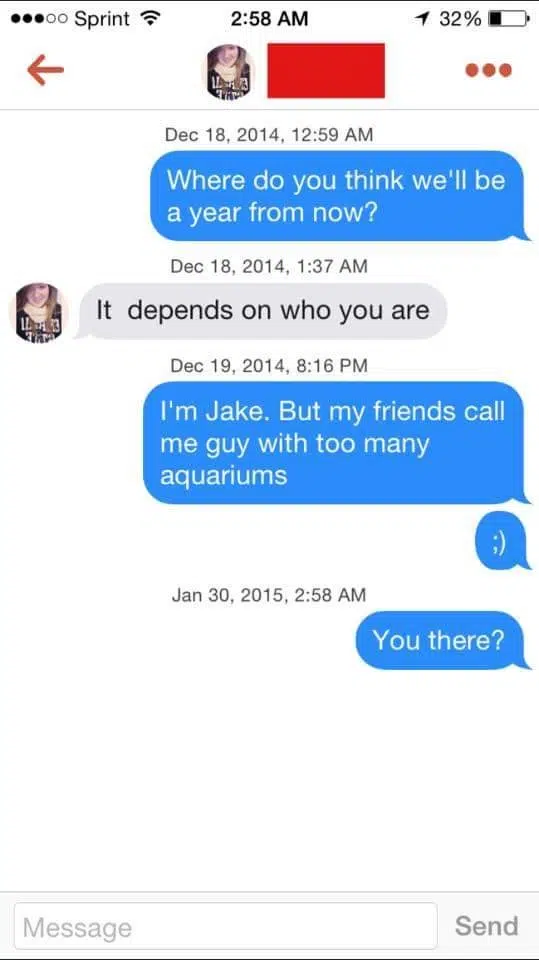 Sprint 2:58 AM 32%
Dec 18, 2014, 12:59 AM
Where do you think we'll be
a year from now?
Dec 18, 2014, 1:37 AM
It  depends on who you are
Dec 19, 2014, 8:16 PM
I'm Jake. But my friends call
me guy with too many
aquariums
;)
Jan 30, 2015, 2:58 AM
You there?
Message Send